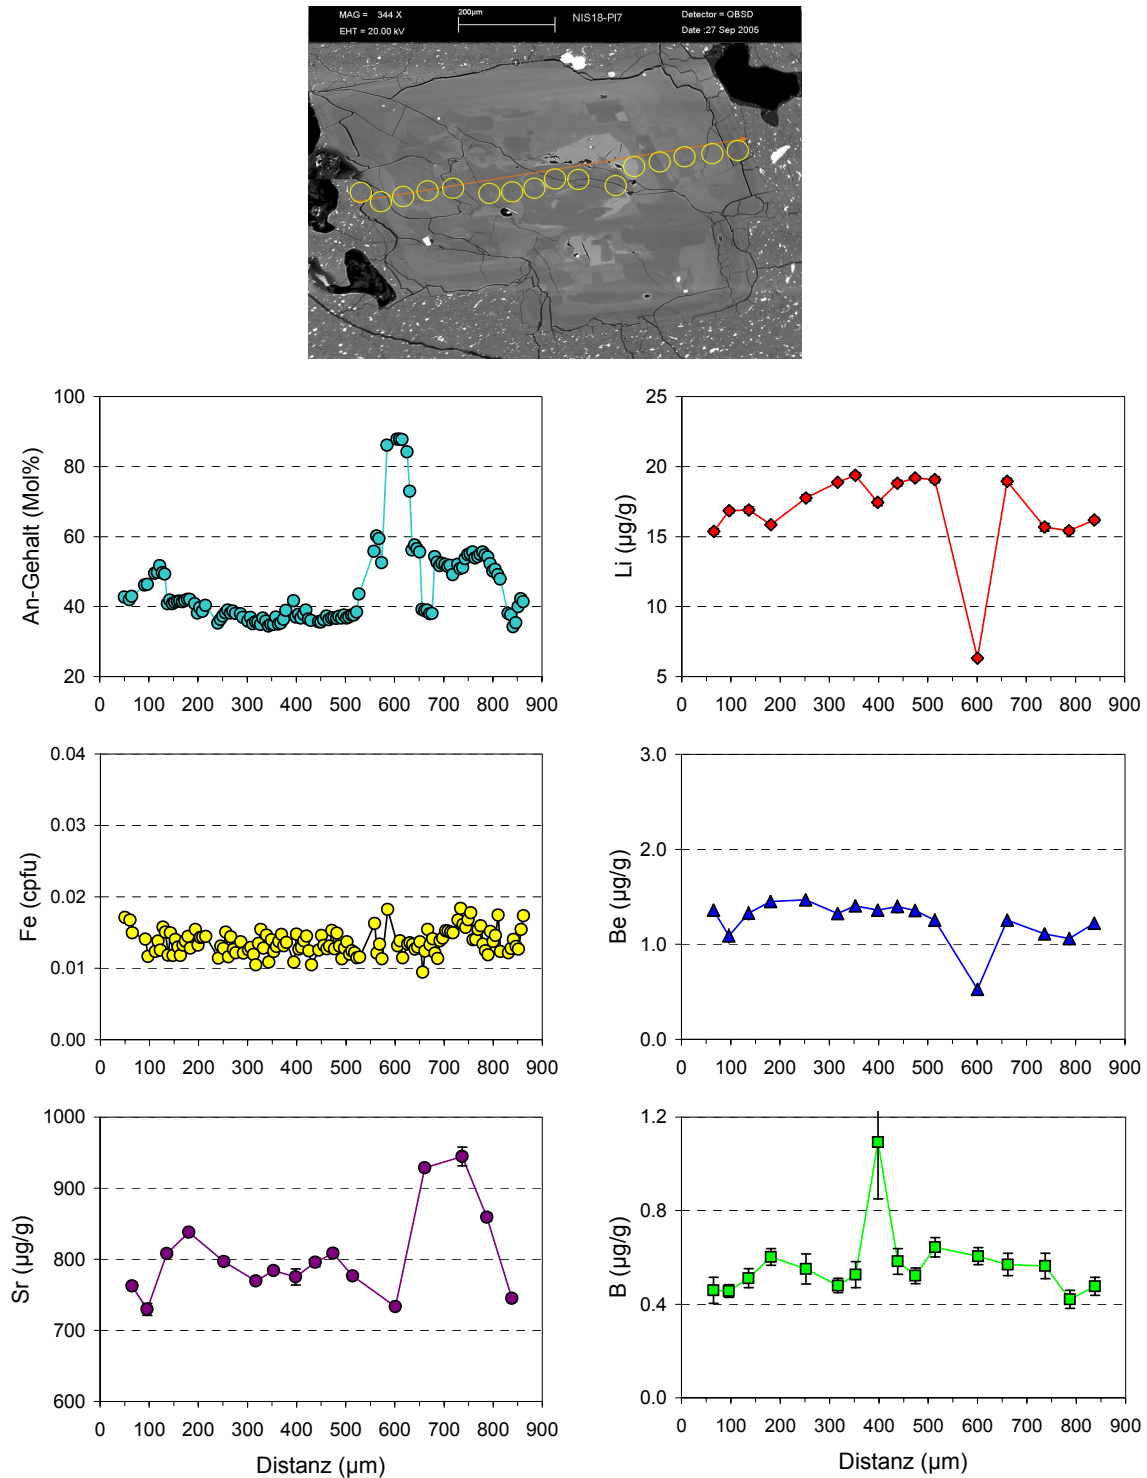 MAG = 344 X
200µm
NIS18-Pl7
Detector = QBSD
EHT = 20.00 kV
Date :27 Sep 2005
An-Gehalt (Mol%)
100
80
60
40
20
0 100 200 300 400 500 600 700 800 900
Li (µg/g)
25
20
15
10
5
0 100 200 300 400 500 600 700 800 900
Fe (cpfu)
0.04
0.03
0.02
0.01
0.00
0 100 200 300 400 500 600 700 800 900
Be (µg/g)
3.0
2.0
1.0
0.0
0 100 200 300 400 500 600 700 800 900
Sr (µg/g)
1000
900
800
700
600
0 100 200 300 400 500 600 700 800 900
Distanz (µm)
B (µg/g)
1.2
0.8
0.4
0.0
0 100 200 300 400 500 600 700 800 900
Distanz (µm)